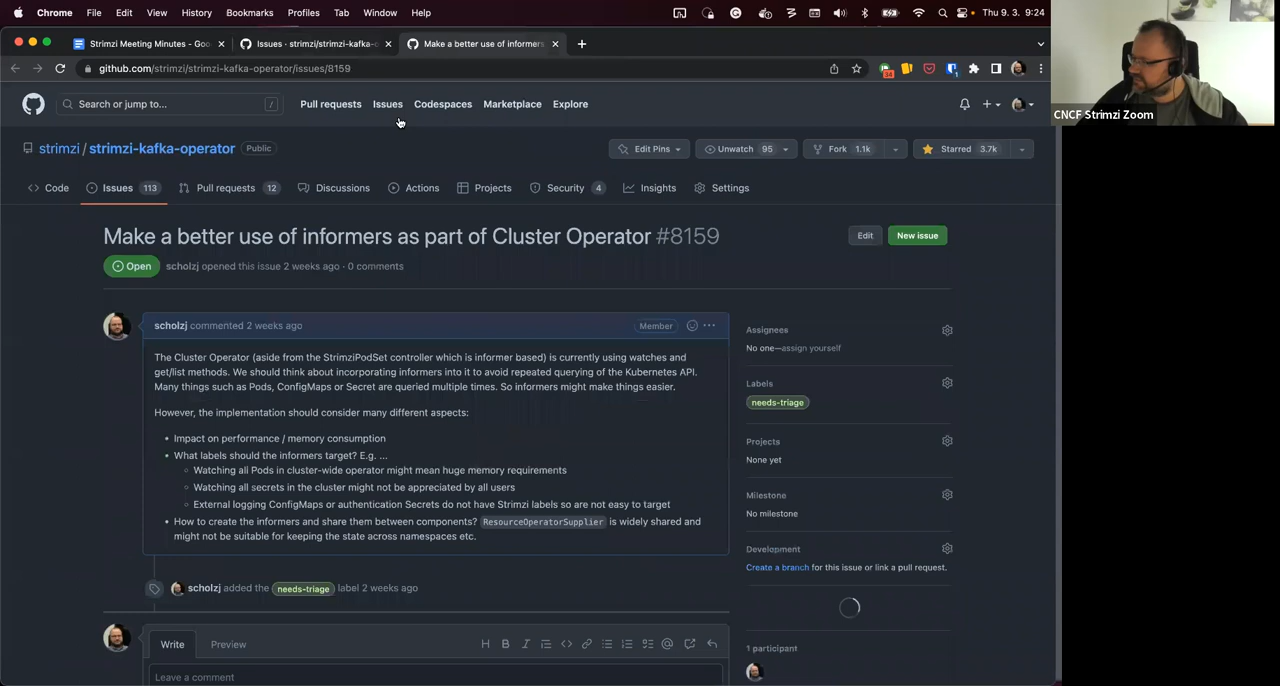 Chrome File Edit View History Bookmarks Profiles Tab Window Help
Thu 9. 3. 9:24
Strimzi Meeting Minutes - Goo
Issues · strimzi/strimzi-kafka-o
Make a better use of informers
github.com/strimzi/strimzi-kafka-operator/issues/8159
34
1
CNCF Strimzi Zoom
Search or jump to...
/
Pull requests Issues Codespaces Marketplace Explore
strimzi / strimzi-kafka-operator Public
Edit Pins
Unwatch 95
Fork 1.1k
Starred 3.7k
Code
Issues 113
Pull requests 12
Discussions
Actions
Projects
Security 4
Insights
Settings
Make a better use of informers as part of Cluster Operator #8159
Edit
New issue
Open
scholzj opened this issue 2 weeks ago · 0 comments
scholzj commented 2 weeks ago
Member
The Cluster Operator (aside from the StrimziPodSet controller which is informer based) is currently using watches and
get/list methods. We should think about incorporating informers into it to avoid repeated querying of the Kubernetes API.
Many things such as Pods, ConfigMaps or Secret are queried multiple times. So informers might make things easier.
However, the implementation should consider many different aspects:
• Impact on performance / memory consumption
• What labels should the informers target? E.g. ...
◦ Watching all Pods in cluster-wide operator might mean huge memory requirements
◦ Watching all secrets in the cluster might not be appreciated by all users
◦ External logging ConfigMaps or authentication Secrets do not have Strimzi labels so are not easy to target
• How to create the informers and share them between components? ResourceOperatorSupplier is widely shared and
might not be suitable for keeping the state across namespaces etc.
scholzj added the needs-triage label 2 weeks ago
Write
Preview
H B I
Leave a comment
Assignees
No one—assign yourself
Labels
needs-triage
Projects
None yet
Milestone
No milestone
Development
Create a branch for this issue or link a pull request.
1 participant